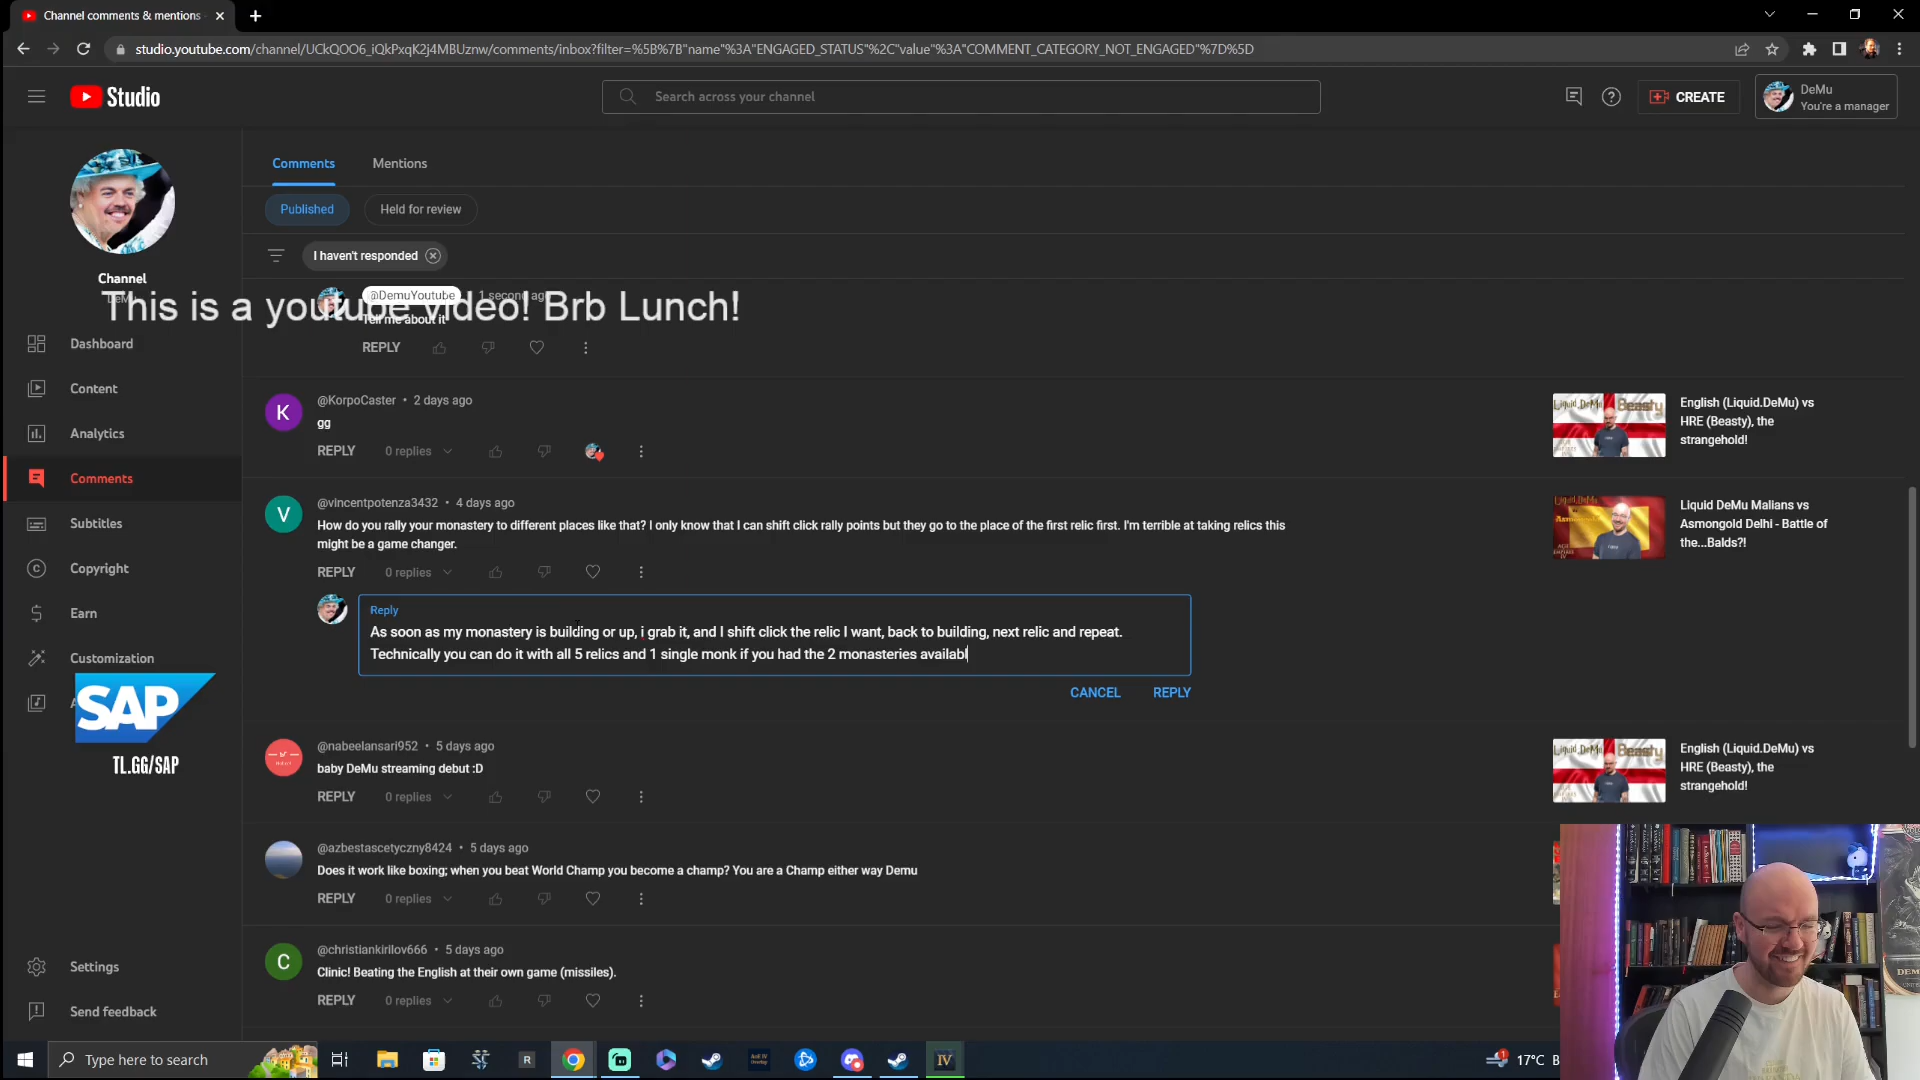 Channel comments & mentions
studio.youtube.com/channel/UCkQOO6_iQkPxqK2j4MBUznw/comments/inbox?filter=%5B%7B"name"%3A"ENGAGED_STATUS"%2C"value"%3A"COMMENT_CATEGORY_NOT_ENGAGED"%7D%5D
Studio
Search across your channel
CREATE
DeMu
You're a manager
Comments
Mentions
Published
Held for review
I haven't responded
Channel
This is a youtube video! Brb Lunch!
@DemuYoutube
1 second ago
Tell me about it
REPLY
Dashboard
Content
Analytics
Comments
Subtitles
Copyright
Earn
Customization
SAP
TL.GG/SAP
Settings
Send feedback
K
@KorpoCaster • 2 days ago
gg
REPLY 0 replies
English (Liquid.DeMu) vs
HRE (Beasty), the
strangehold!
V
@vincentpotenza3432 • 4 days ago
How do you rally your monastery to different places like that? I only know that I can shift click rally points but they go to the place of the first relic first. I'm terrible at taking relics this
might be a game changer.
REPLY 0 replies
Liquid DeMu Malians vs
Asmongold Delhi - Battle of
the...Balds?!
Reply
As soon as my monastery is building or up, i grab it, and I shift click the relic I want, back to building, next relic and repeat.
Technically you can do it with all 5 relics and 1 single monk if you had the 2 monasteries availabl
CANCEL
REPLY
@nabeelansari952 • 5 days ago
baby DeMu streaming debut :D
REPLY 0 replies
English (Liquid.DeMu) vs
HRE (Beasty), the
strangehold!
@azbestascetyczny8424 • 5 days ago
Does it work like boxing; when you beat World Champ you become a champ? You are a Champ either way Demu
REPLY 0 replies
C
@christiankirilov666 • 5 days ago
Clinic! Beating the English at their own game (missiles).
REPLY 0 replies
Type here to search
R
IV
17°C